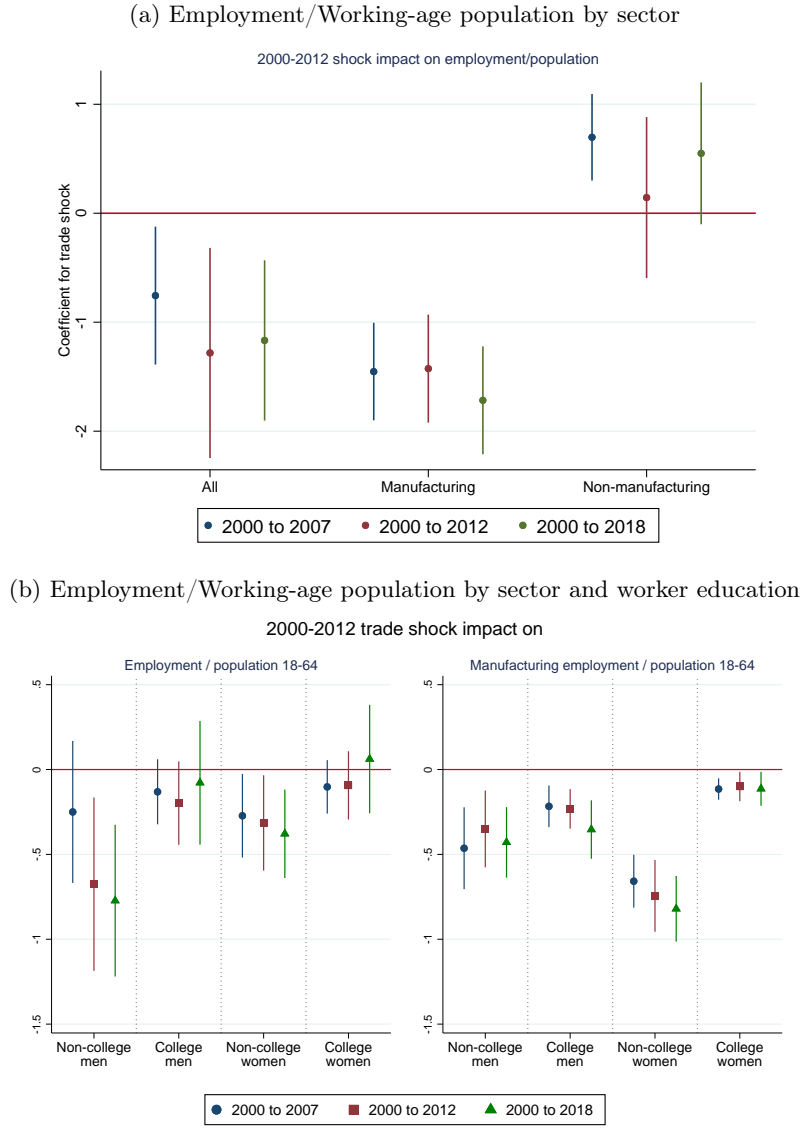 (a) Employment/Working-age population by sector
2000-2012 shock impact on employment/population
Coefficient for trade shock
1
0
-1
-2
All Manufacturing Non-manufacturing
2000 to 2007 2000 to 2012 2000 to 2018
(b) Employment/Working-age population by sector and worker education
2000-2012 trade shock impact on
Employment / population 18-64
.5
0
-.5
-1
-1.5
Non-college College Non-college College
men men women women
Manufacturing employment / population 18-64
.5
0
-.5
-1
-1.5
Non-college College Non-college College
men men women women
2000 to 2007 2000 to 2012 2000 to 2018